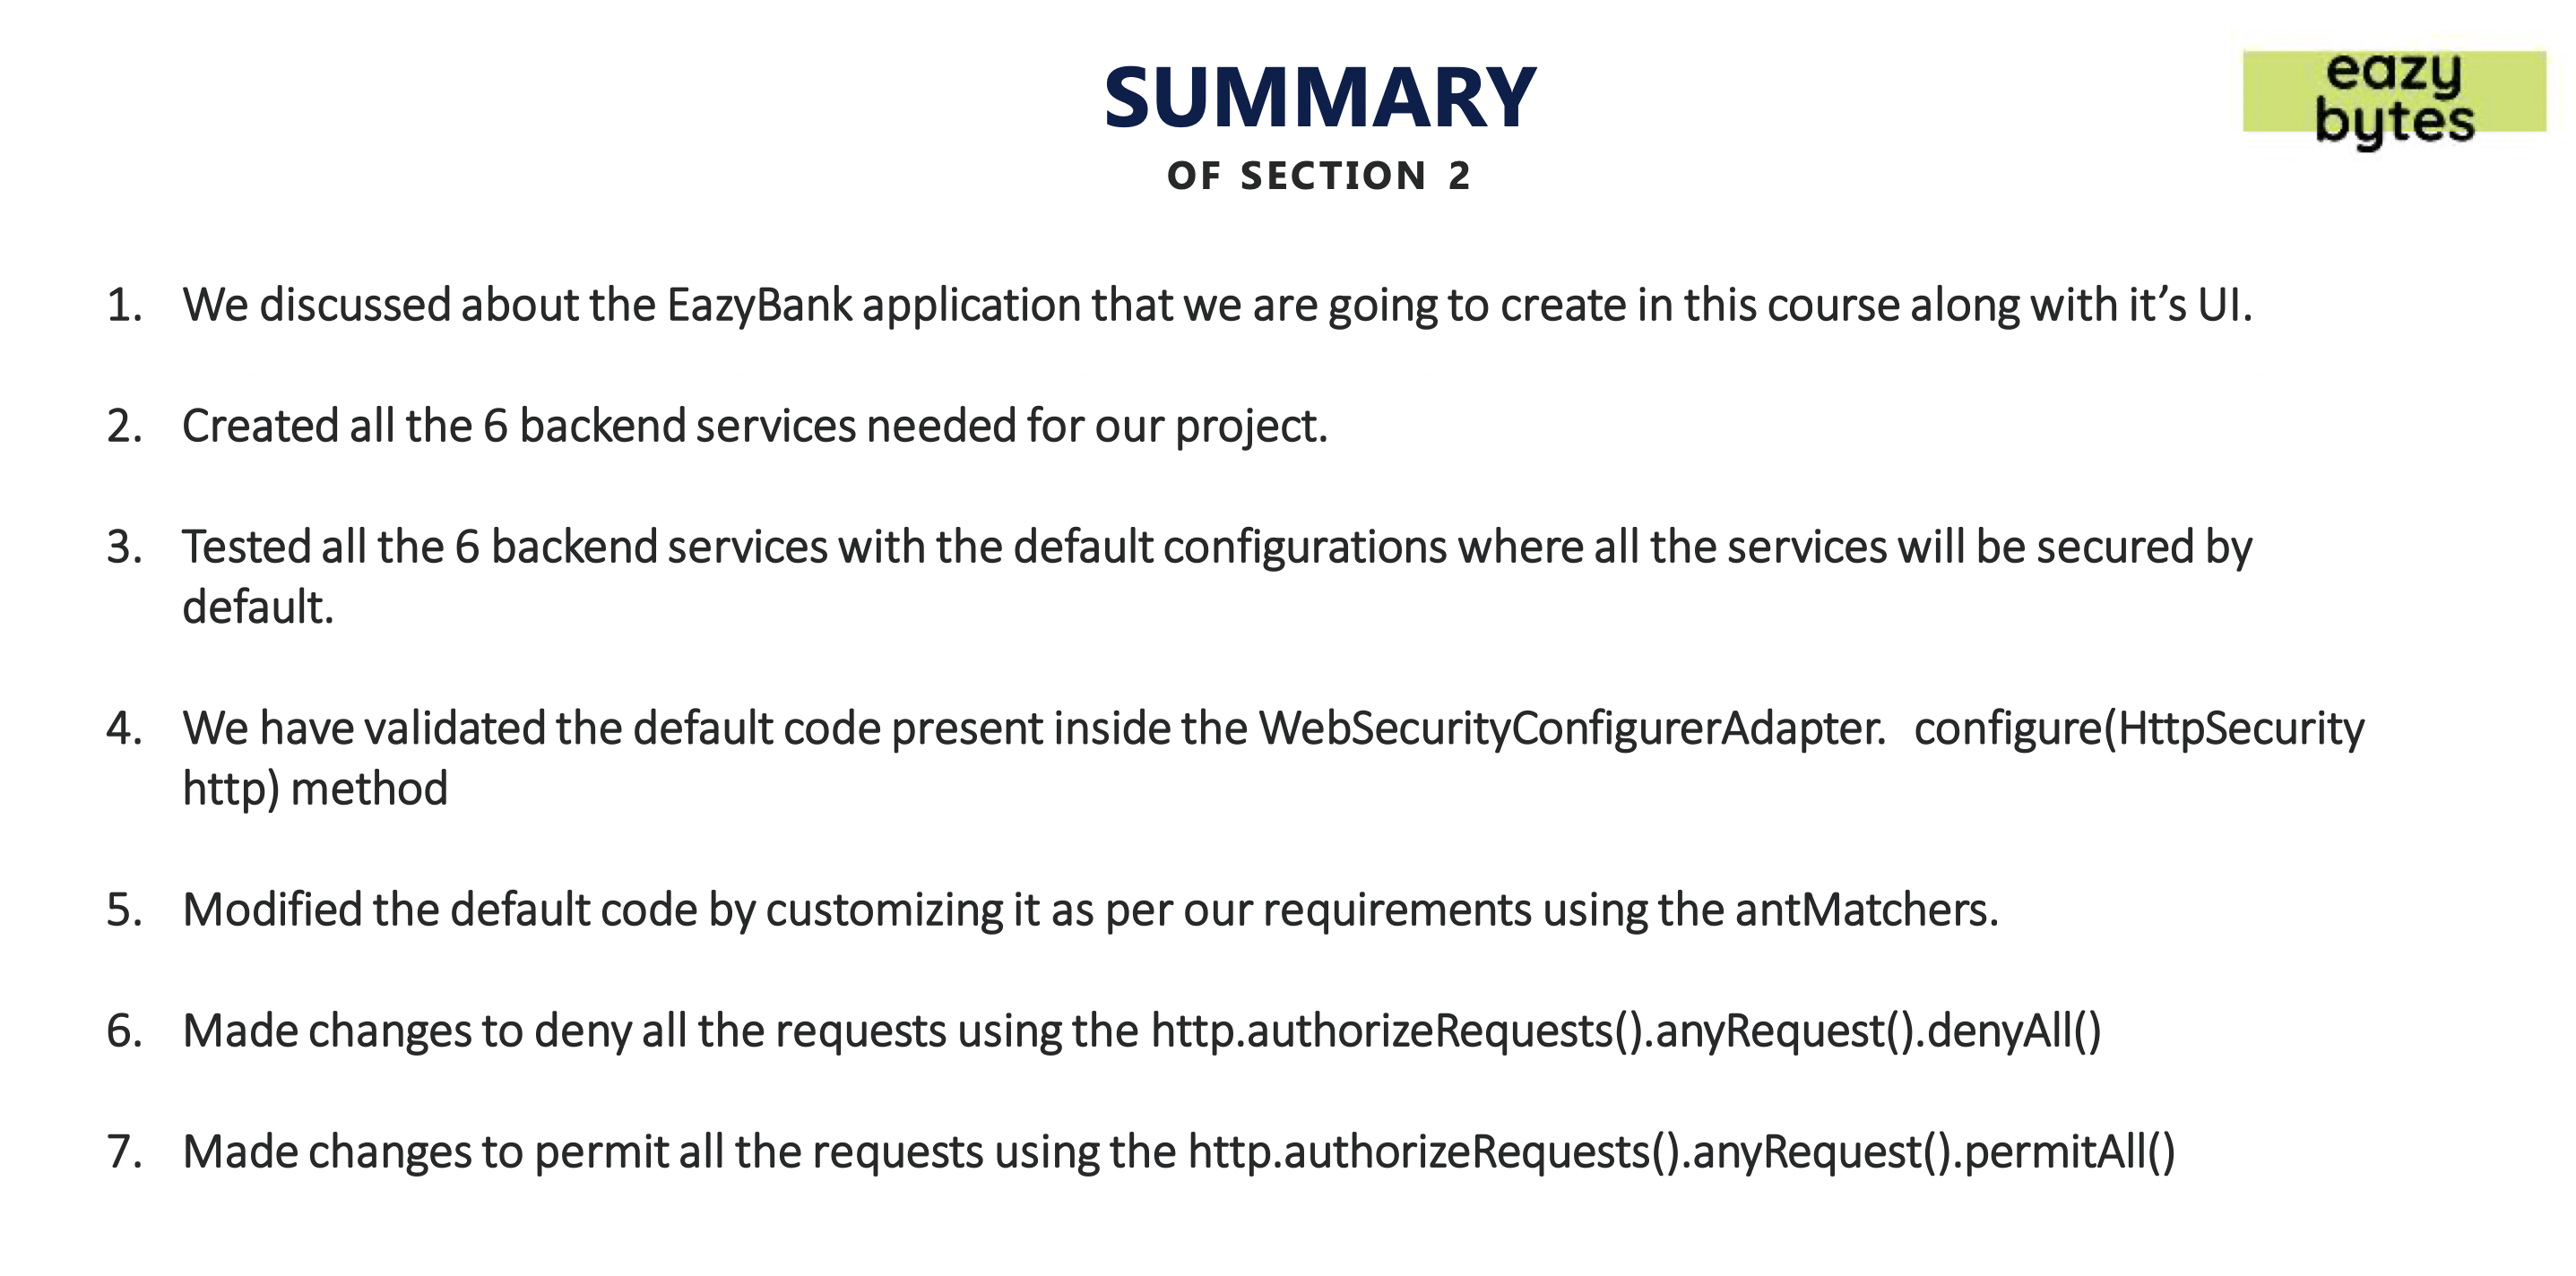 SUMMARY
OF SECTION 2
eazy
bytes
1. We discussed about the EazyBank application that we are going to create in this course along with it’s UI.
2. Created all the 6 backend services needed for our project.
3. Tested all the 6 backend services with the default configurations where all the services will be secured by
default.
4. We have validated the default code present inside the WebSecurityConfigurerAdapter. configure(HttpSecurity
http) method
5. Modified the default code by customizing it as per our requirements using the antMatchers.
6. Made changes to deny all the requests using the http.authorizeRequests().anyRequest().denyAll()
7. Made changes to permit all the requests using the http.authorizeRequests().anyRequest().permitAll()